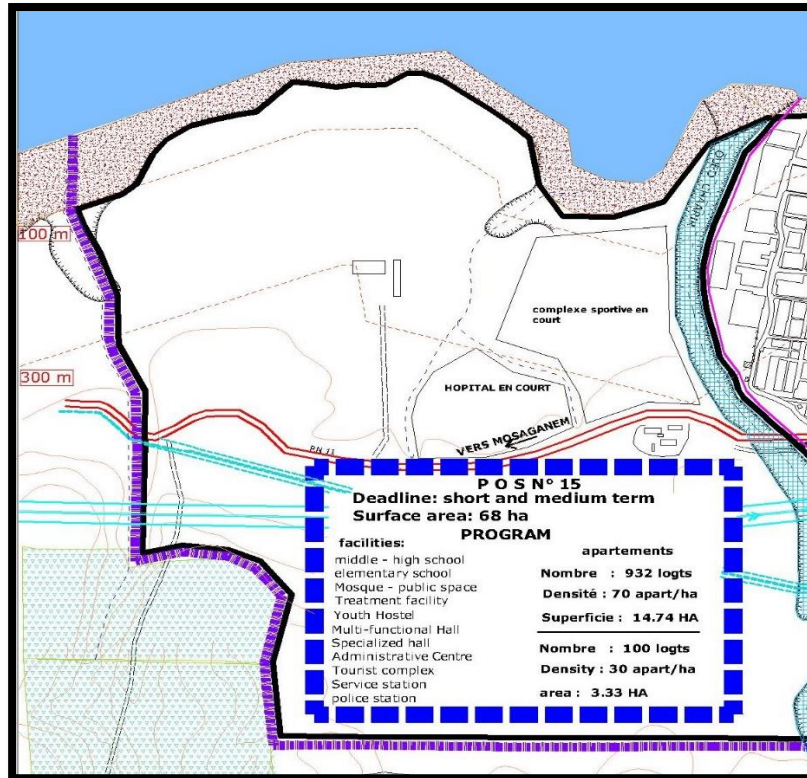 OUED CHAABIR
100 m
complexe sportive en
court
300 m
HOPITAL EN COURT
VERS MOSAGANEM
RN 11
P O S N° 15
Deadline: short and medium term
Surface area: 68 ha
PROGRAM
facilities:
middle - high school
elementary school
Mosque - public space
Treatment facility
Youth Hostel
Multi-functional Hall
Specialized hall
Administrative Centre
Tourist complex
Service station
police station
apartements
Nombre : 932 logts
Densité : 70 apart/ha
Superficie : 14.74 HA
Nombre : 100 logts
Density : 30 apart/ha
area : 3.33 HA